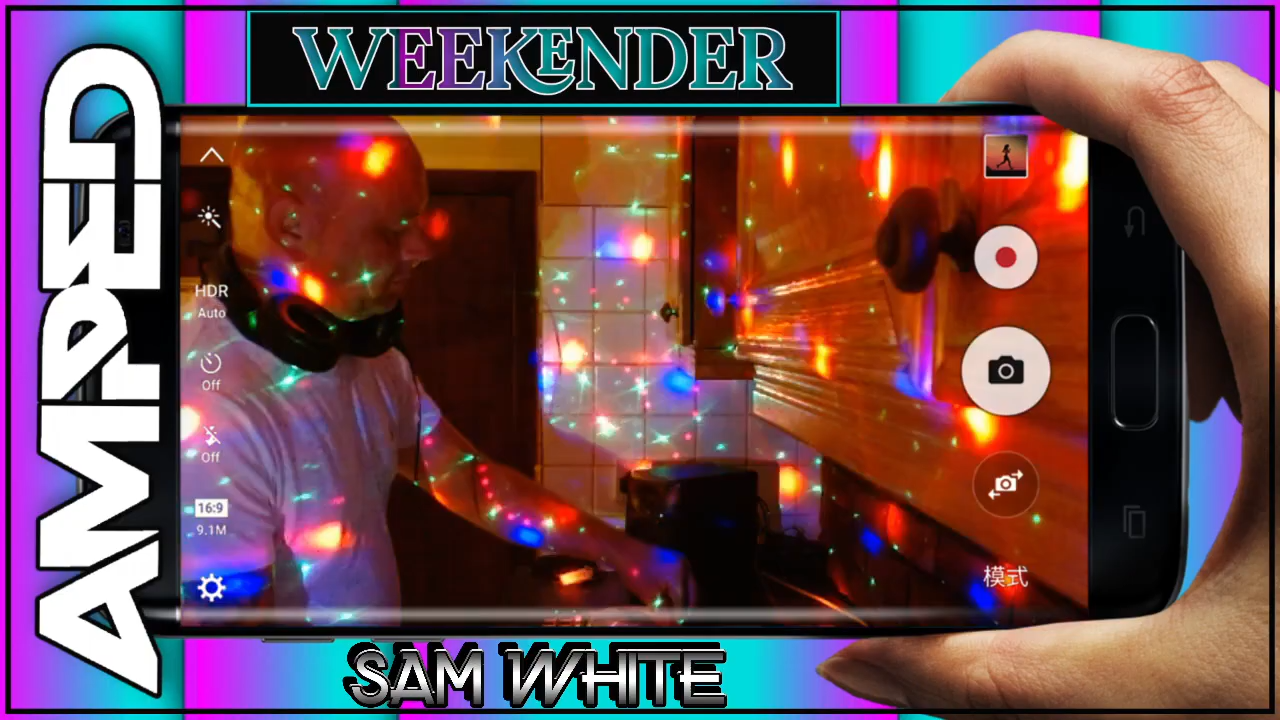 WEEKENDER
AMPED
HDR
Auto
Off
Off
16:9
9.1M
模式
SAM WHITE